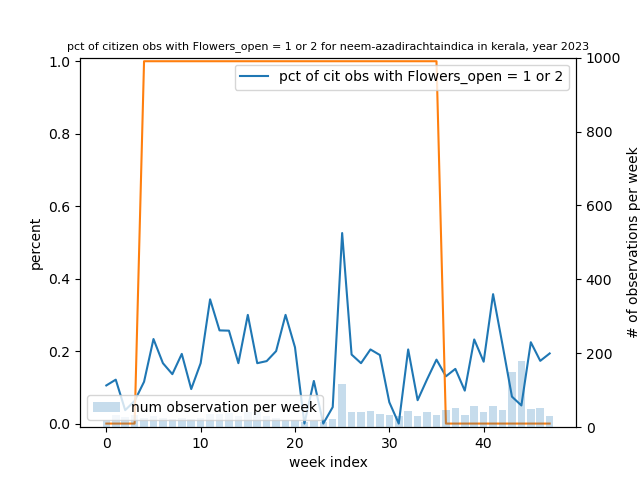 pct of citizen obs with Flowers_open = 1 or 2 for neem-azadirachtaindica in kerala, year 2023
pct of cit obs with Flowers_open = 1 or 2
num observation per week
percent
1.0
0.8
0.6
0.4
0.2
0.0
# of observations per week
1000
800
600
400
200
0
0 10 20 30 40
week index